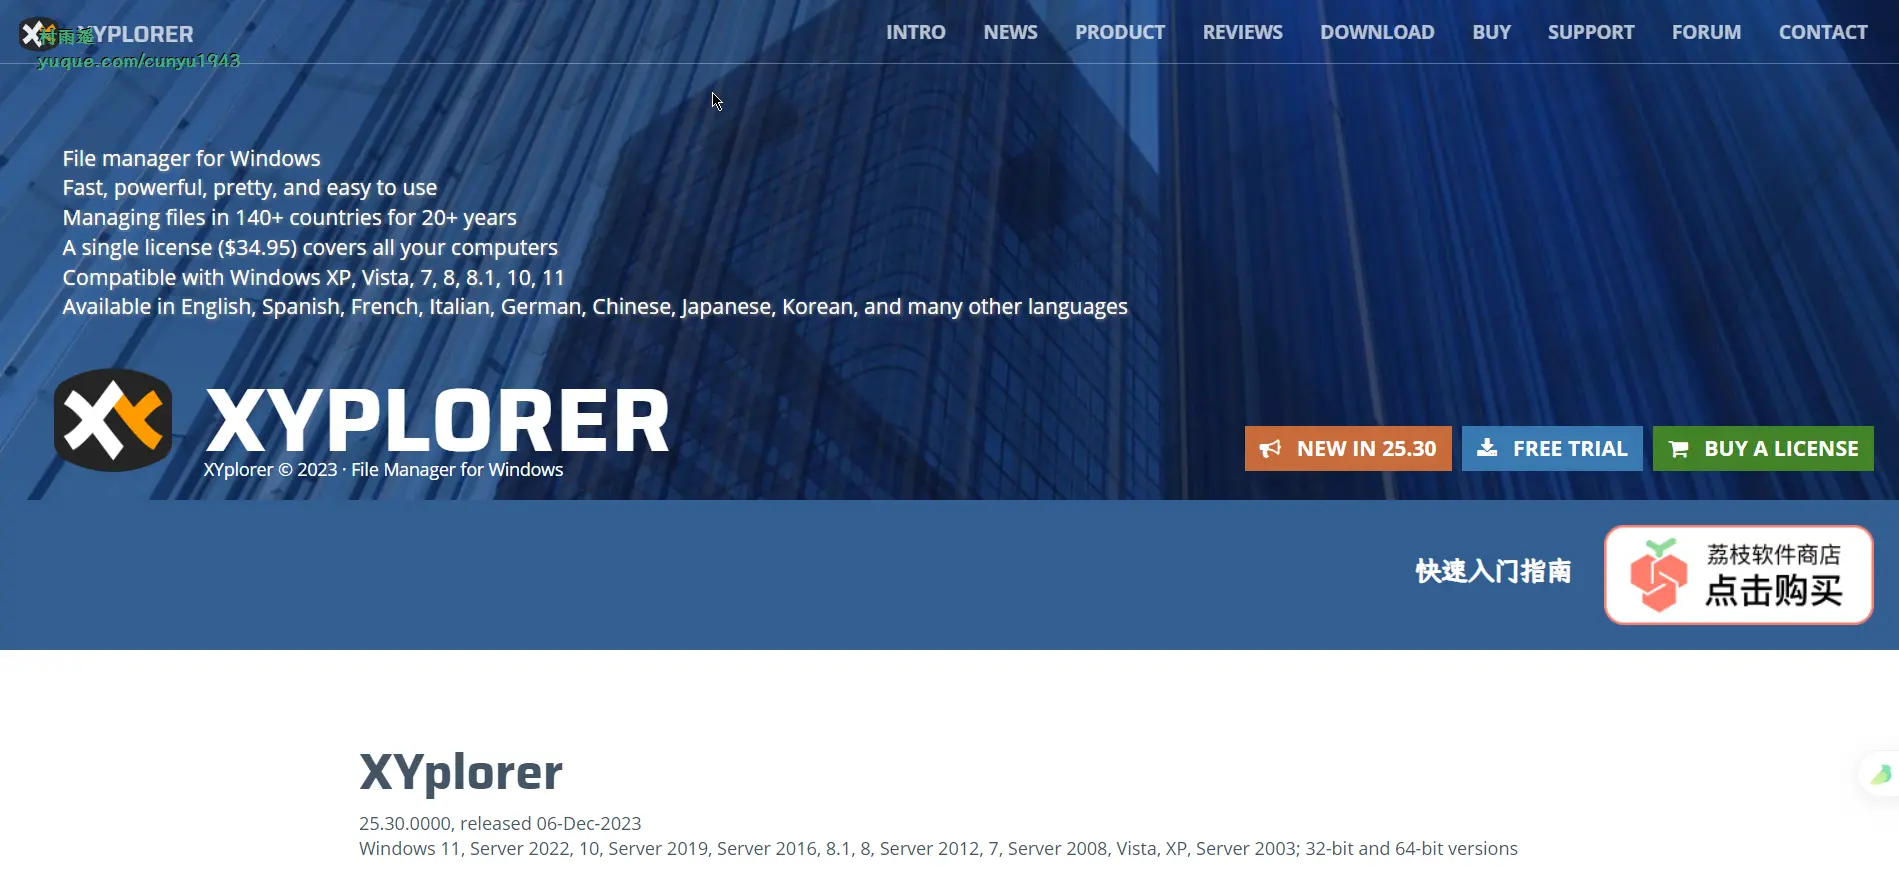 XYPLORER
村雨遥
yuque.com/cunyu1943
INTRO NEWS PRODUCT REVIEWS DOWNLOAD BUY SUPPORT FORUM CONTACT
File manager for Windows
Fast, powerful, pretty, and easy to use
Managing files in 140+ countries for 20+ years
A single license ($34.95) covers all your computers
Compatible with Windows XP, Vista, 7, 8, 8.1, 10, 11
Available in English, Spanish, French, Italian, German, Chinese, Japanese, Korean, and many other languages
XYPLORER
XYplorer © 2023 · File Manager for Windows
NEW IN 25.30 FREE TRIAL BUY A LICENSE
快速入门指南
荔枝软件商店
点击购买
XYplorer
25.30.0000, released 06-Dec-2023
Windows 11, Server 2022, 10, Server 2019, Server 2016, 8.1, 8, Server 2012, 7, Server 2008, Vista, XP, Server 2003; 32-bit and 64-bit versions